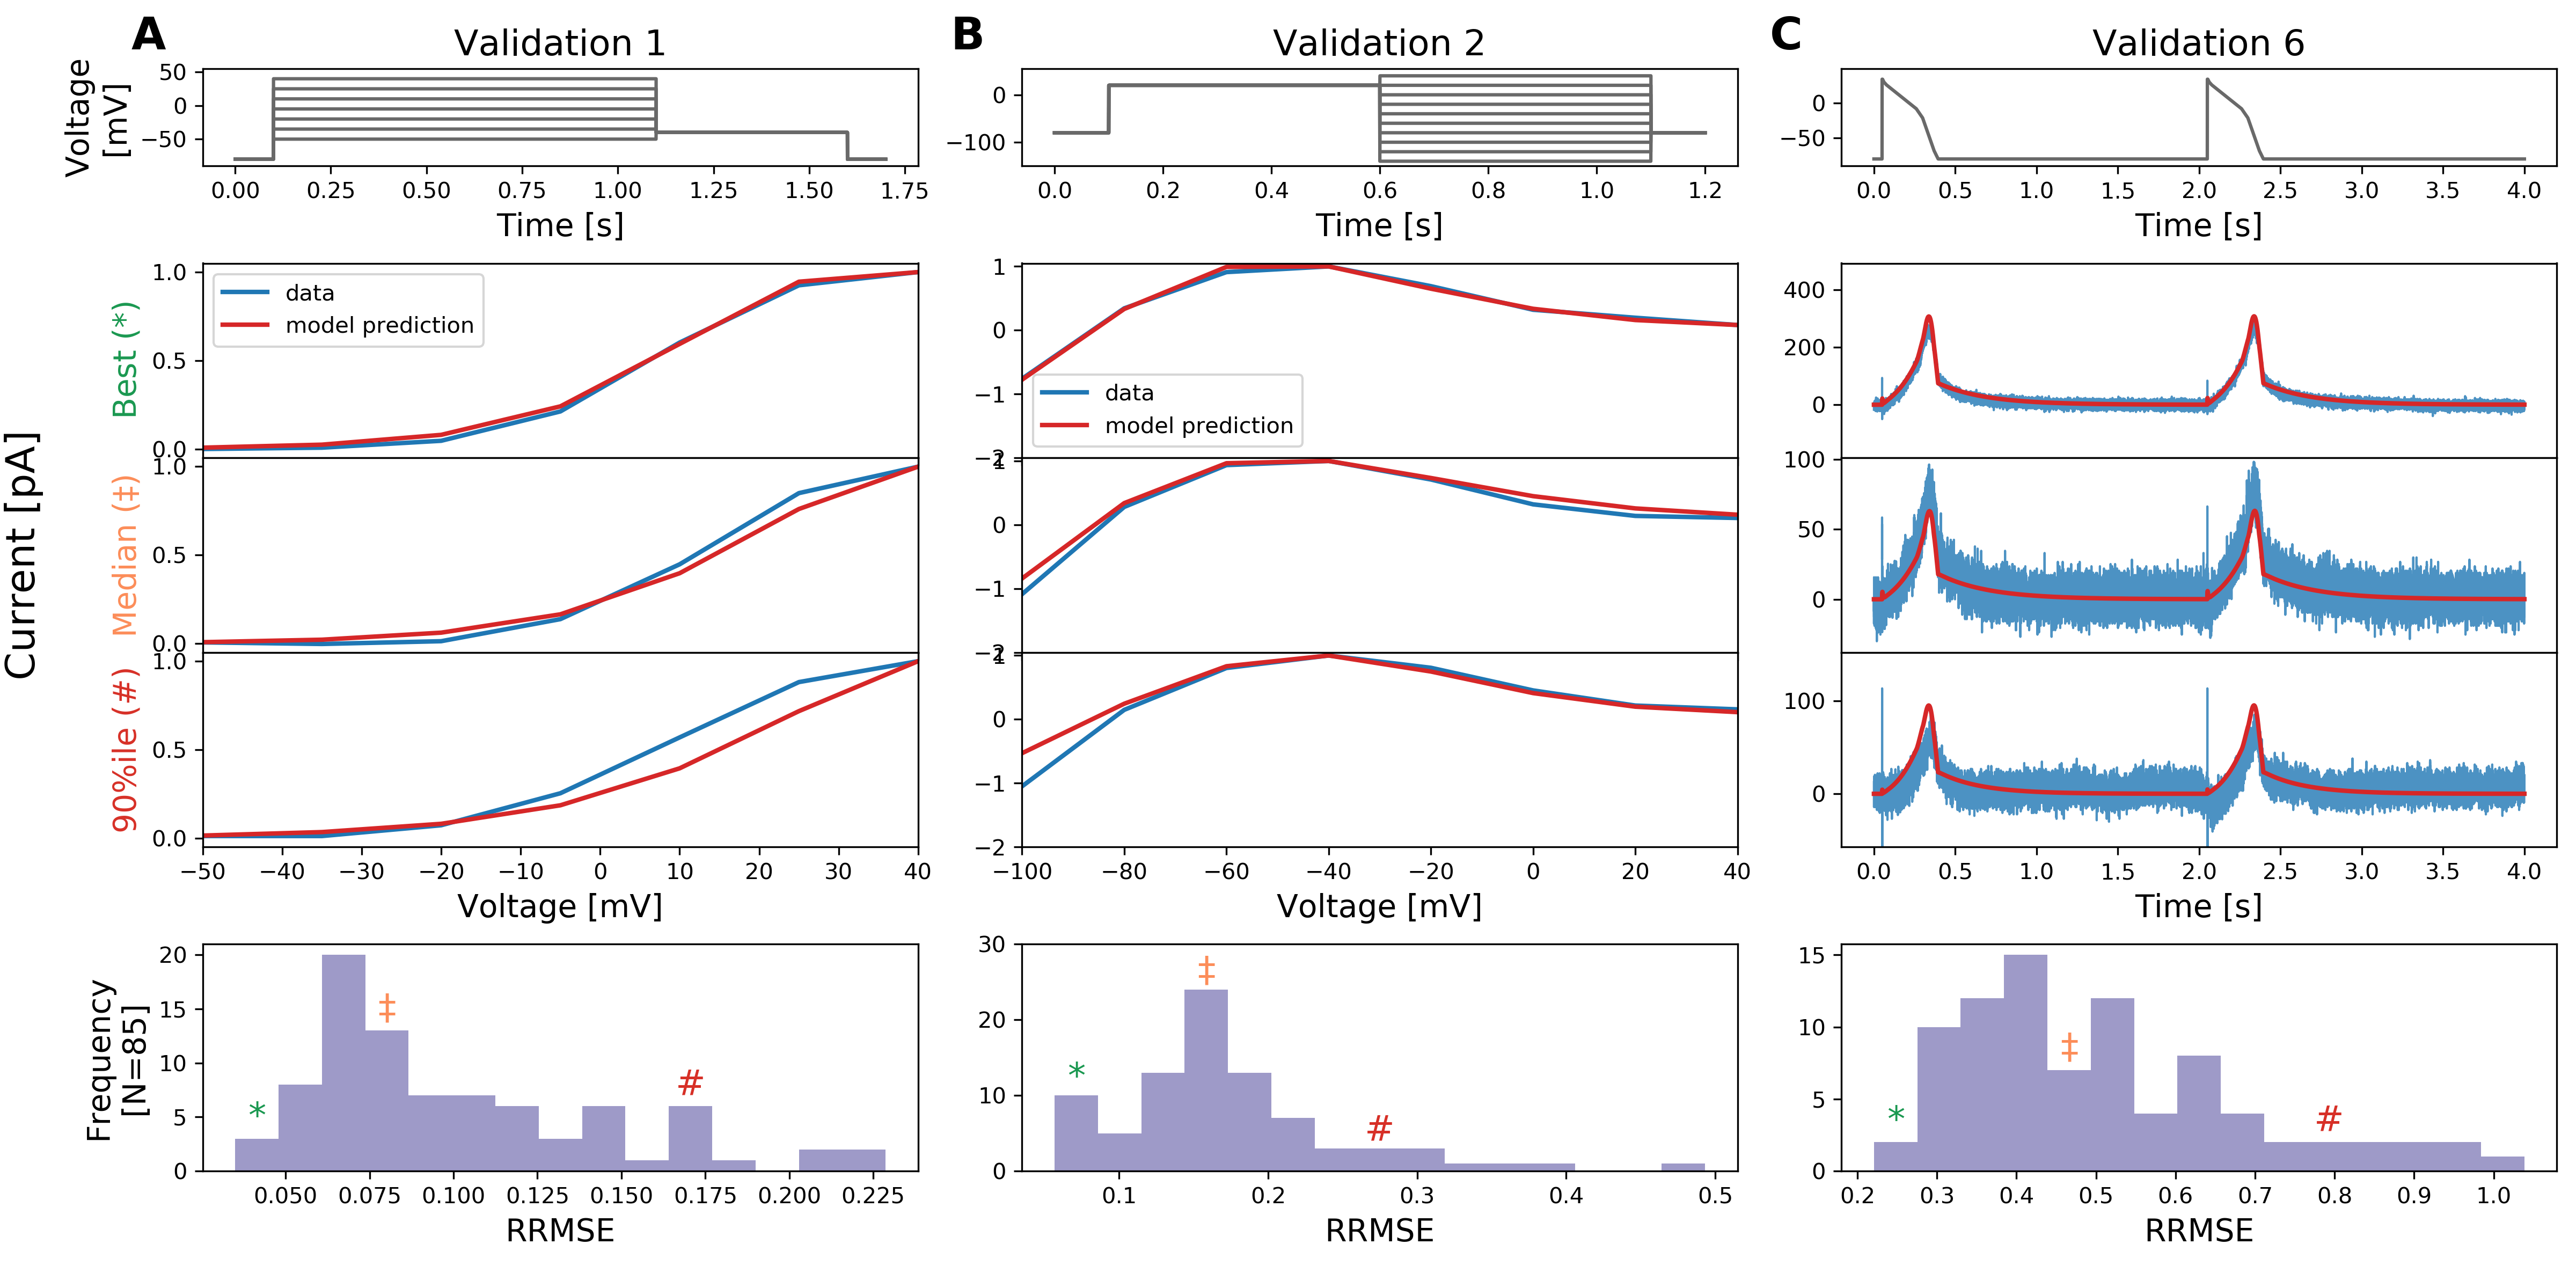 A
Validation 1
B
Validation 2
C
Validation 6
Voltage
[mV]
50
0
−50
0.00 0.25 0.50 0.75 1.00 1.25 1.50 1.75
Time [s]
0
−100
0.0 0.2 0.4 0.6 0.8 1.0 1.2
Time [s]
0
−50
0.0 0.5 1.0 1.5 2.0 2.5 3.0 3.5 4.0
Time [s]
Current [pA]
Best (*)
1.0
0.5
0.0
data
model prediction
Median (‡)
1.0
0.5
0.0
90%ile (#)
1.0
0.5
0.0
−50 −40 −30 −20 −10 0 10 20 30 40
Voltage [mV]
1
0
−1
−2
data
model prediction
1
0
−1
−2
1
0
−1
−2
−100 −80 −60 −40 −20 0 20 40
Voltage [mV]
400
200
0
100
50
0
100
0
0.0 0.5 1.0 1.5 2.0 2.5 3.0 3.5 4.0
Time [s]
Frequency
[N=85]
20
15
10
5
0
* ‡ #
0.050 0.075 0.100 0.125 0.150 0.175 0.200 0.225
RRMSE
30
20
10
0
* ‡ #
0.1 0.2 0.3 0.4 0.5
RRMSE
15
10
5
0
* ‡ #
0.2 0.3 0.4 0.5 0.6 0.7 0.8 0.9 1.0
RRMSE